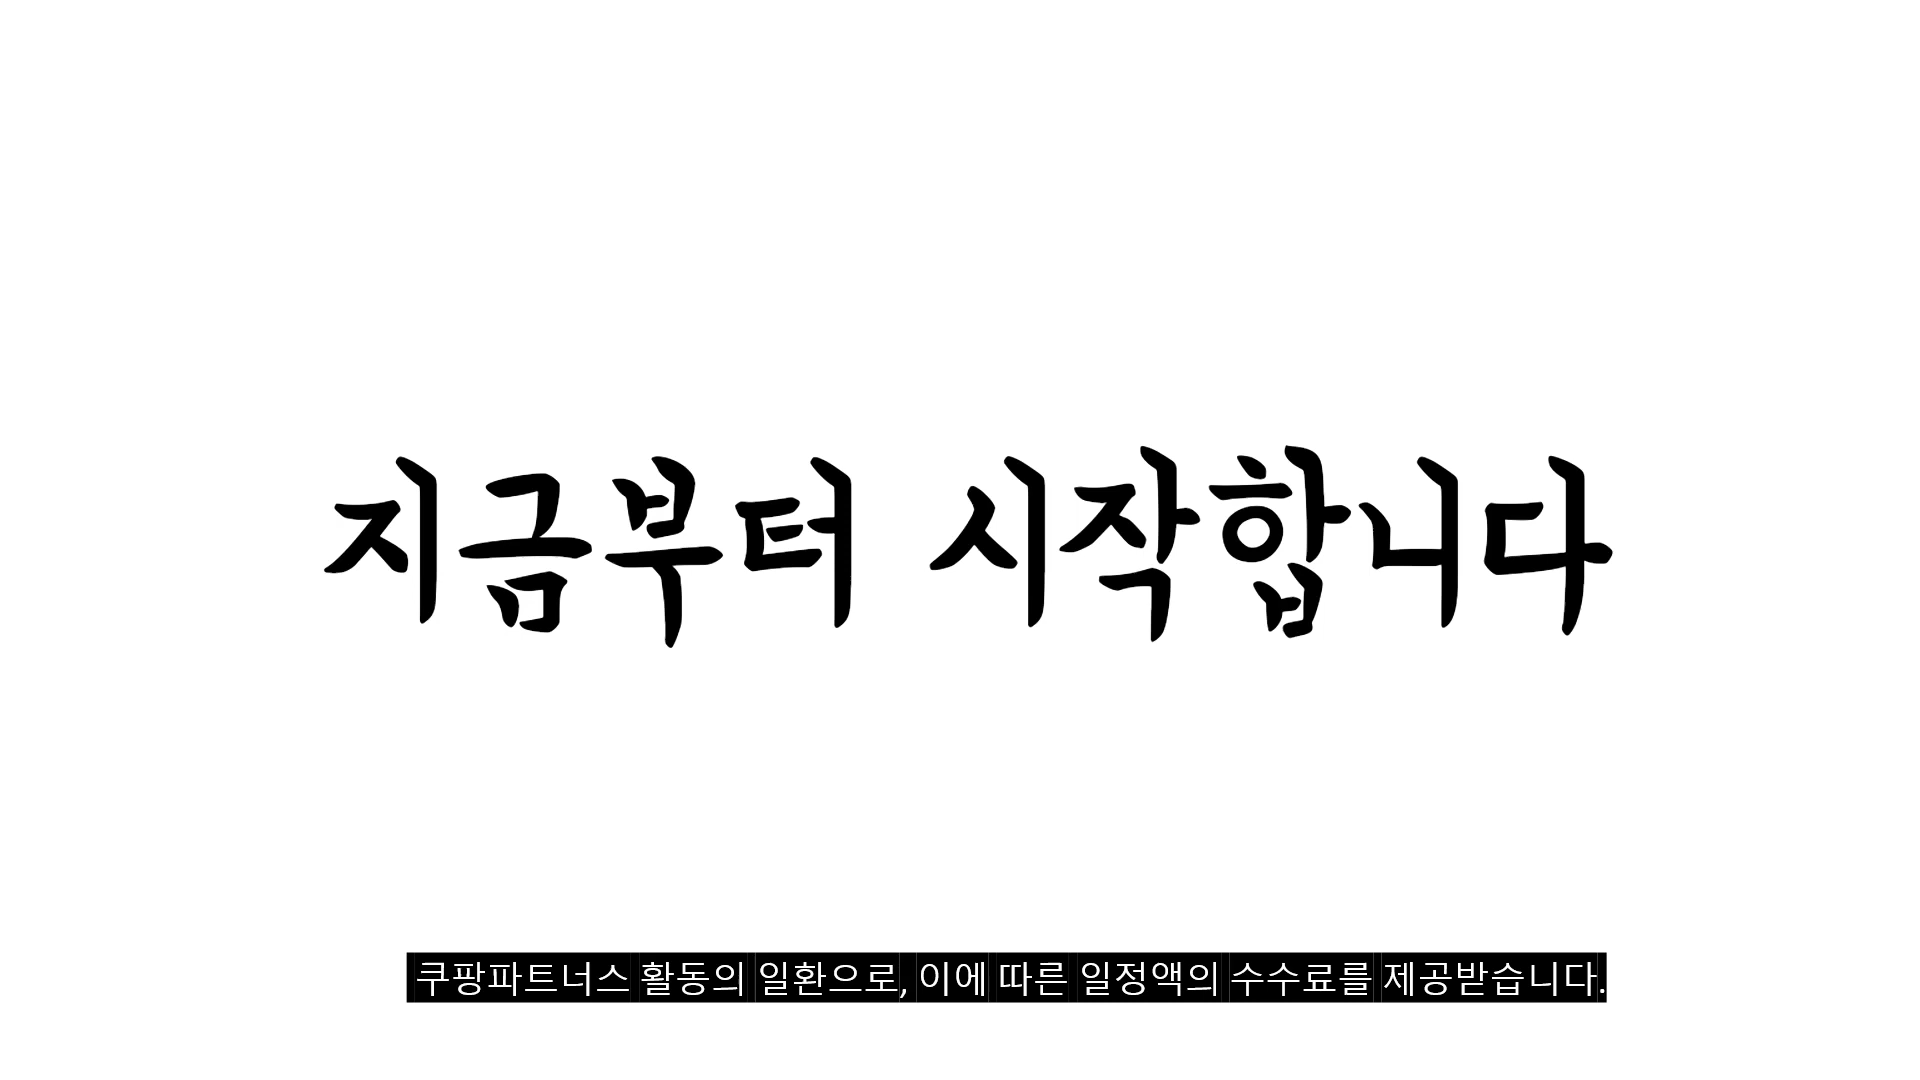 지금부터 시작합니다
쿠팡파트너스 활동의 일환으로, 이에 따른 일정액의 수수료를 제공받습니다.